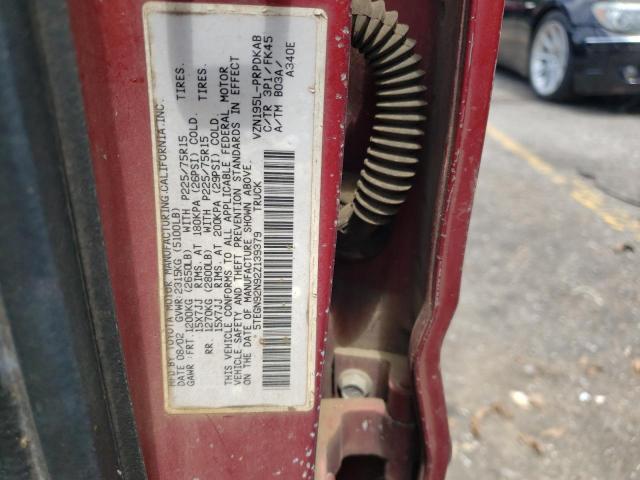 MFD BY TOYOTA MOTOR MANUFACTURING CALIFORNIA INC.
DATE 08/02 GVWR:2315KG (5100LB)
GAWR :FRT.1200KG (2650LB) WITH P225/75R15 TIRES.
15X7JJ RIMS. AT 180KPA (26PSI) COLD.
RR. 1270KG (2800LB) WITH P225/75R15 TIRES.
15X7JJ RIMS. AT 200KPA (29PSI) COLD.
THIS VEHICLE CONFORMS TO ALL APPLICABLE FEDERAL MOTOR
VEHICLE SAFETY AND THEFT PREVENTION STANDARDS IN EFFECT
ON THE DATE OF MANUFACTURE SHOWN ABOVE.
5TEGN92N92Z139379 TRUCK
VZN195L-PRPDKAB
C/TR 3P1/FK45
A/TM B03A/
A340E